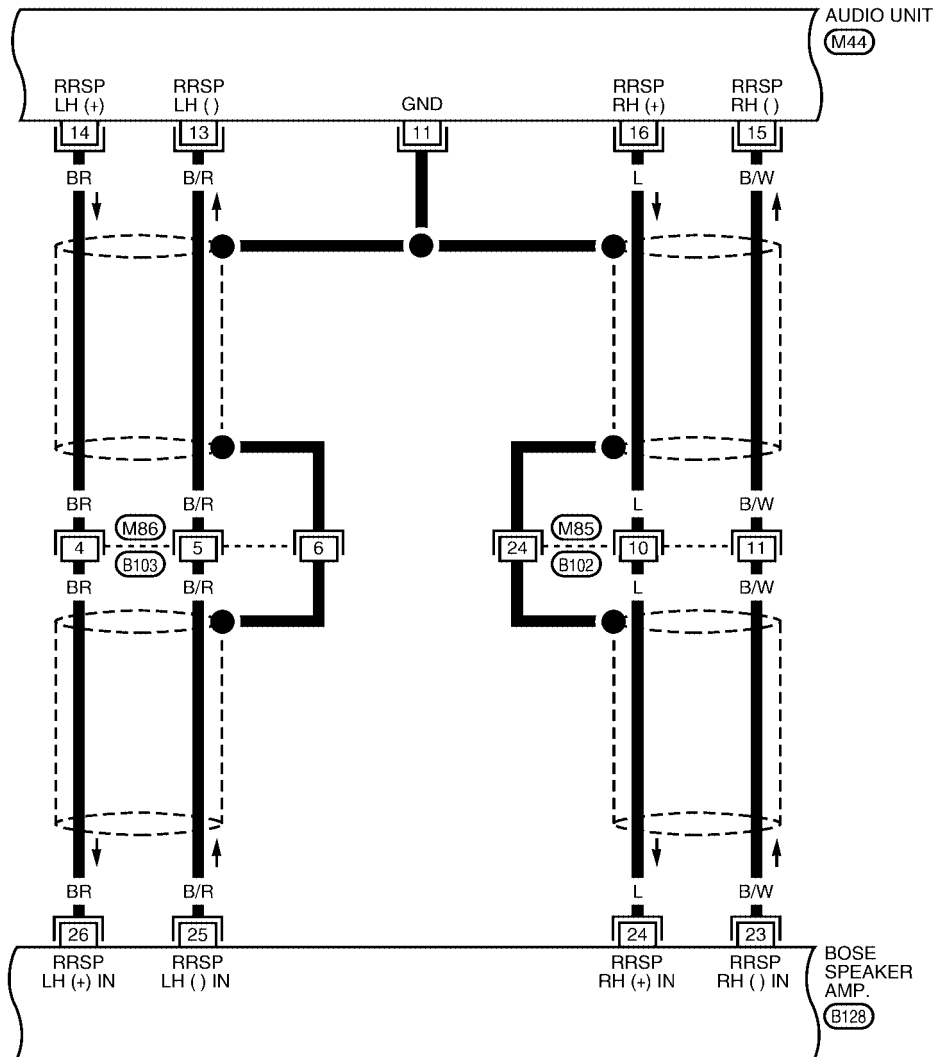 AUDIO UNIT
M44
RRSP
LH (+)
RRSP
LH ( )
GND
RRSP
RH (+)
RRSP
RH ( )
14
13
11
16
15
BR
B/R
L
B/W
BR
B/R
L
B/W
M86
M85
4
5
6
24
10
11
B103
B102
BR
B/R
L
B/W
BR
B/R
L
B/W
26
25
24
23
RRSP
LH (+) IN
RRSP
LH ( ) IN
RRSP
RH (+) IN
RRSP
RH ( ) IN
BOSE
SPEAKER
AMP.
B128